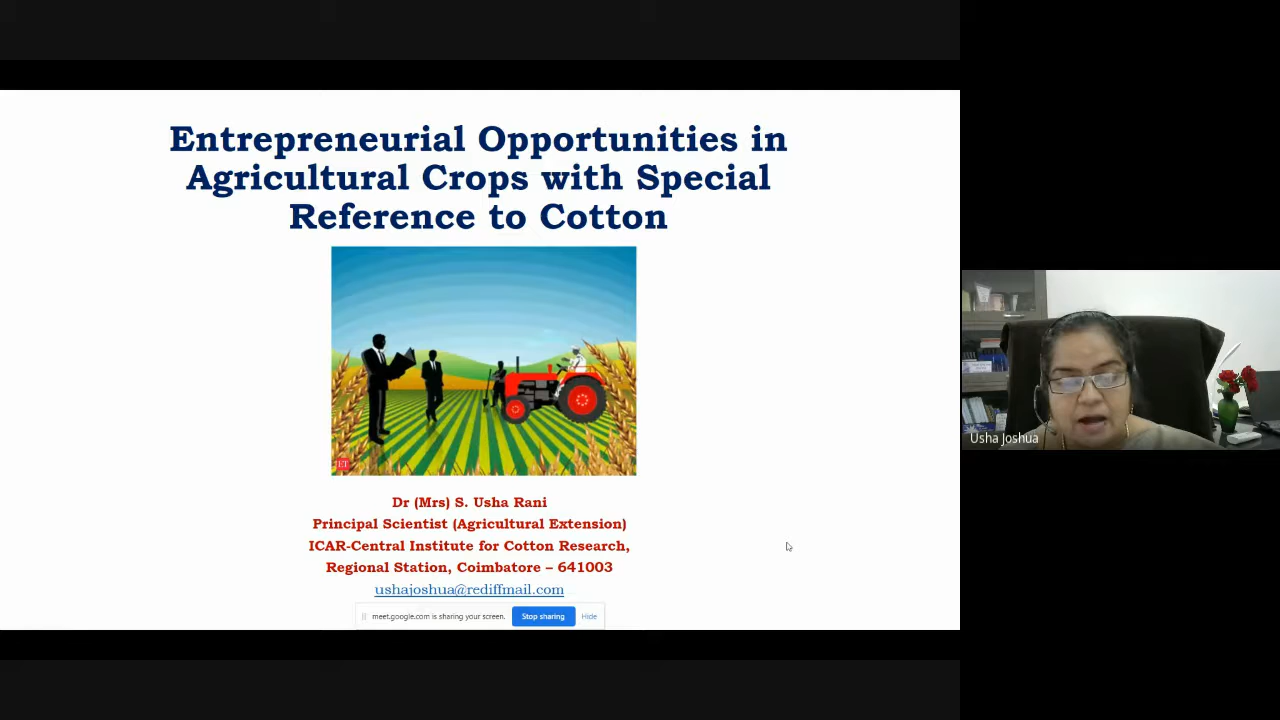 Entrepreneurial Opportunities in
Agricultural Crops with Special
Reference to Cotton
ET
Dr (Mrs) S. Usha Rani
Principal Scientist (Agricultural Extension)
ICAR-Central Institute for Cotton Research,
Regional Station, Coimbatore – 641003
ushajoshua@rediffmail.com
meet.google.com is sharing your screen. Stop sharing Hide
Usha Joshua